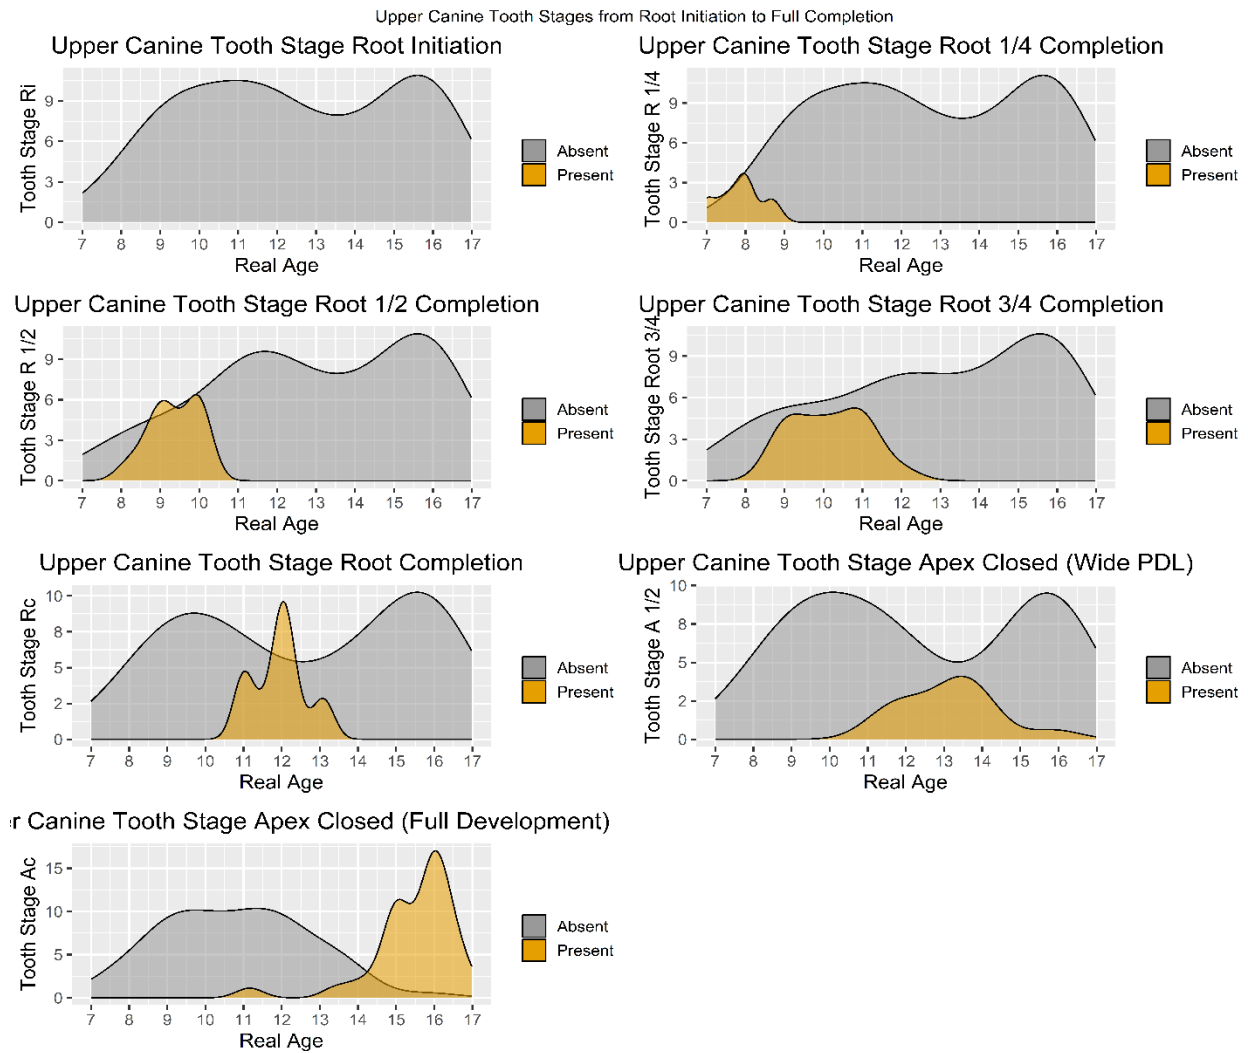 Upper Canine Tooth Stages from Root Initiation to Full Completion
Upper Canine Tooth Stage Root Initiation
Tooth Stage Ri
9
6
3
0
7 8 9 10 11 12 13 14 15 16 17
Real Age
Absent
Present
Upper Canine Tooth Stage Root 1/4 Completion
Tooth Stage R 1/4
9
6
3
0
7 8 9 10 11 12 13 14 15 16 17
Real Age
Absent
Present
Upper Canine Tooth Stage Root 1/2 Completion
Tooth Stage R 1/2
9
6
3
0
7 8 9 10 11 12 13 14 15 16 17
Real Age
Absent
Present
Upper Canine Tooth Stage Root 3/4 Completion
Tooth Stage Root 3/4
9
6
3
0
7 8 9 10 11 12 13 14 15 16 17
Real Age
Absent
Present
Upper Canine Tooth Stage Root Completion
Tooth Stage Rc
10
8
5
2
0
7 8 9 10 11 12 13 14 15 16 17
Real Age
Absent
Present
Upper Canine Tooth Stage Apex Closed (Wide PDL)
Tooth Stage A 1/2
10
8
5
2
0
7 8 9 10 11 12 13 14 15 16 17
Real Age
Absent
Present
r Canine Tooth Stage Apex Closed (Full Development)
Tooth Stage Ac
15
10
5
0
7 8 9 10 11 12 13 14 15 16 17
Real Age
Absent
Present